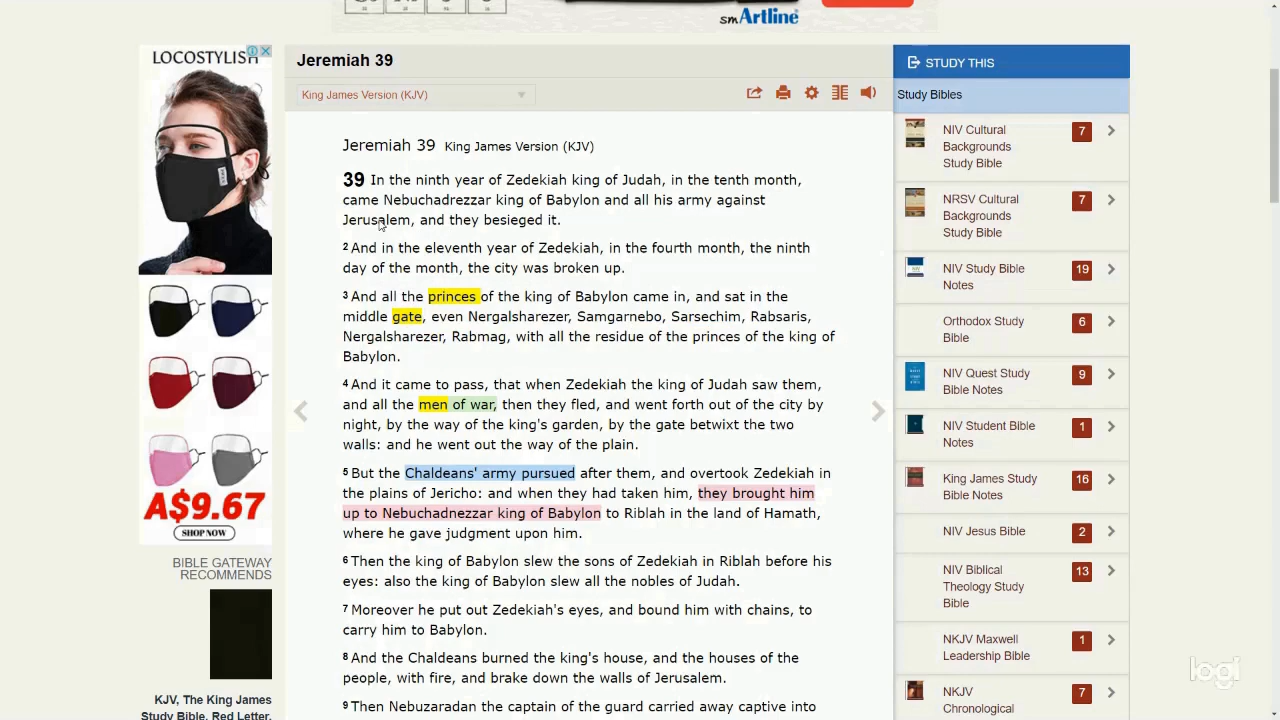 smArtline
LOCOSTYLISH
A$9.67
SHOP NOW
BIBLE GATEWAY
RECOMMENDS
KJV, The King James
Study Bible, Red Letter,
Jeremiah 39
King James Version (KJV)
Jeremiah 39 King James Version (KJV)
39 In the ninth year of Zedekiah king of Judah, in the tenth month,
came Nebuchadrezzar king of Babylon and all his army against
Jerusalem, and they besieged it.
2 And in the eleventh year of Zedekiah, in the fourth month, the ninth
day of the month, the city was broken up.
3 And all the princes of the king of Babylon came in, and sat in the
middle gate, even Nergalsharezer, Samgarnebo, Sarsechim, Rabsaris,
Nergalsharezer, Rabmag, with all the residue of the princes of the king of
Babylon.
4 And it came to pass, that when Zedekiah the king of Judah saw them,
and all the men of war, then they fled, and went forth out of the city by
night, by the way of the king's garden, by the gate betwixt the two
walls: and he went out the way of the plain.
5 But the Chaldeans' army pursued after them, and overtook Zedekiah in
the plains of Jericho: and when they had taken him, they brought him
up to Nebuchadnezzar king of Babylon to Riblah in the land of Hamath,
where he gave judgment upon him.
6 Then the king of Babylon slew the sons of Zedekiah in Riblah before his
eyes: also the king of Babylon slew all the nobles of Judah.
7 Moreover he put out Zedekiah's eyes, and bound him with chains, to
carry him to Babylon.
8 And the Chaldeans burned the king's house, and the houses of the
people, with fire, and brake down the walls of Jerusalem.
9 Then Nebuzaradan the captain of the guard carried away captive into
STUDY THIS
Study Bibles
NIV Cultural 7
Backgrounds
Study Bible
NRSV Cultural 7
Backgrounds
Study Bible
NIV Study Bible 19
Notes
Orthodox Study 6
Bible
NIV Quest Study 9
Bible Notes
NIV Student Bible 1
Notes
King James Study 16
Bible Notes
NIV Jesus Bible 2
NIV Biblical 13
Theology Study
Bible
NKJV Maxwell 1
Leadership Bible
NKJV 7
Chronological
logi